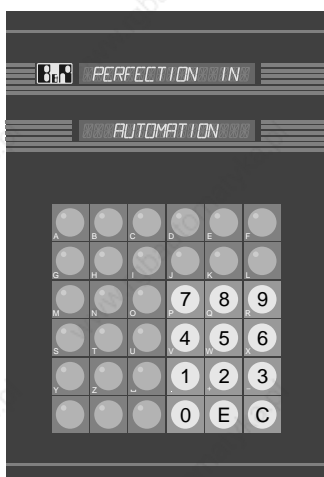 B&R PERFECTION IN
AUTOMATION
A B C D E F
G H I J K L
M N O P Q R
7 8 9
S T U V W X
4 5 6
Y Z ␣ . + -
1 2 3
0 E C